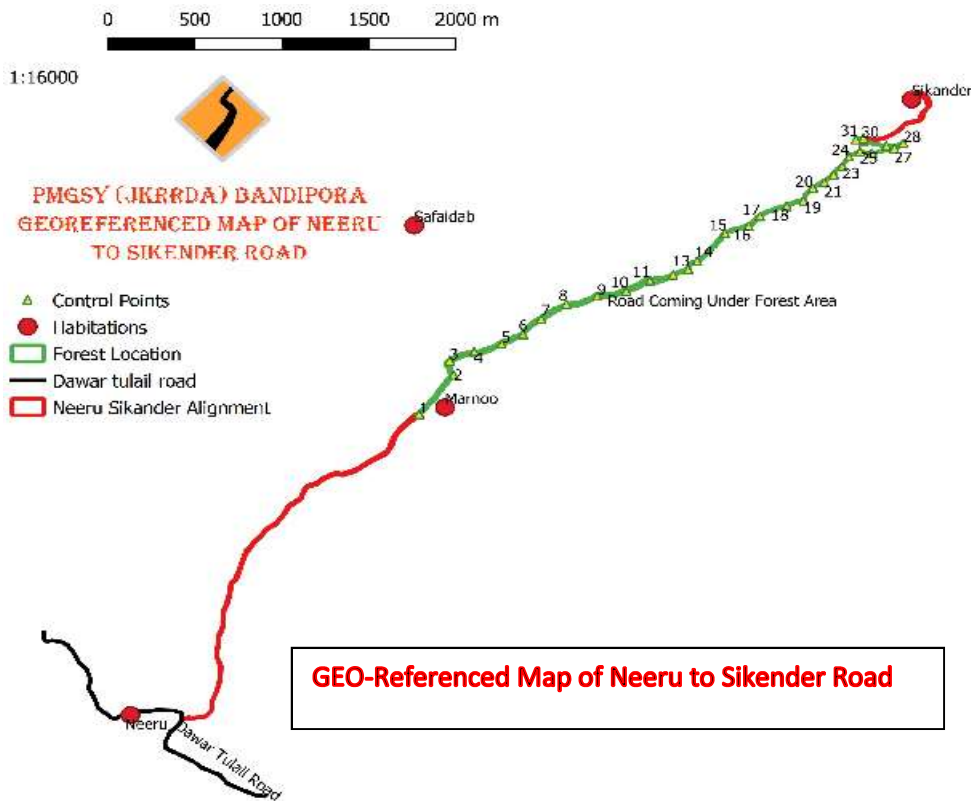 0 500 1000 1500 2000 m
1:16000
PMGSY (JKRRDA) BANDIPORA
GEOREFERENCED MAP OF NEERU
TO SIKENDER ROAD
Control Points
Habitations
Forest Location
Dawar tulail road
Neeru Sikander Alignment
Sikander
31 30
28
24
25 27
23
20
21
19
18
17
16
15
14
13
11
10
9
Road Coming Under Forest Area
8
7
6
5
4
3
2
1
Safaidab
Marnoo
Neeru
Dawar Tulail Road
GEO-Referenced Map of Neeru to Sikender Road